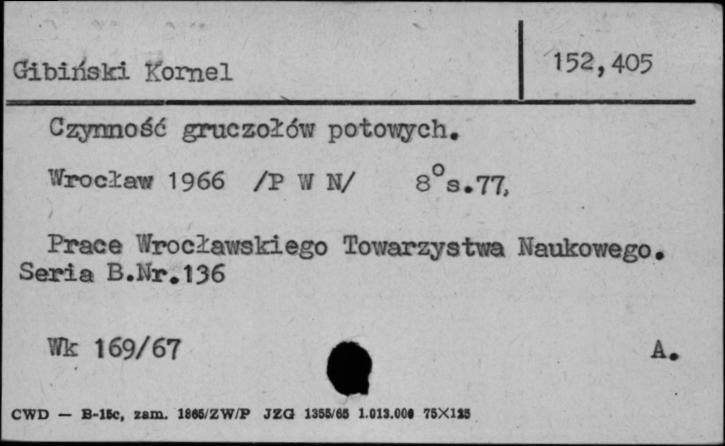 Gibiński Kornel
152,405
Czynność gruczołów potowych.
Wrocław 1966 /P W N/ 8°s.77,
Prace Wrocławskiego Towarzystwa Naukowego.
Seria B.Nr.136
Wk 169/67 A.
CWD — B-15c, zam. 1865/ZW/P JZG 1355/65 1.013.000 75X125